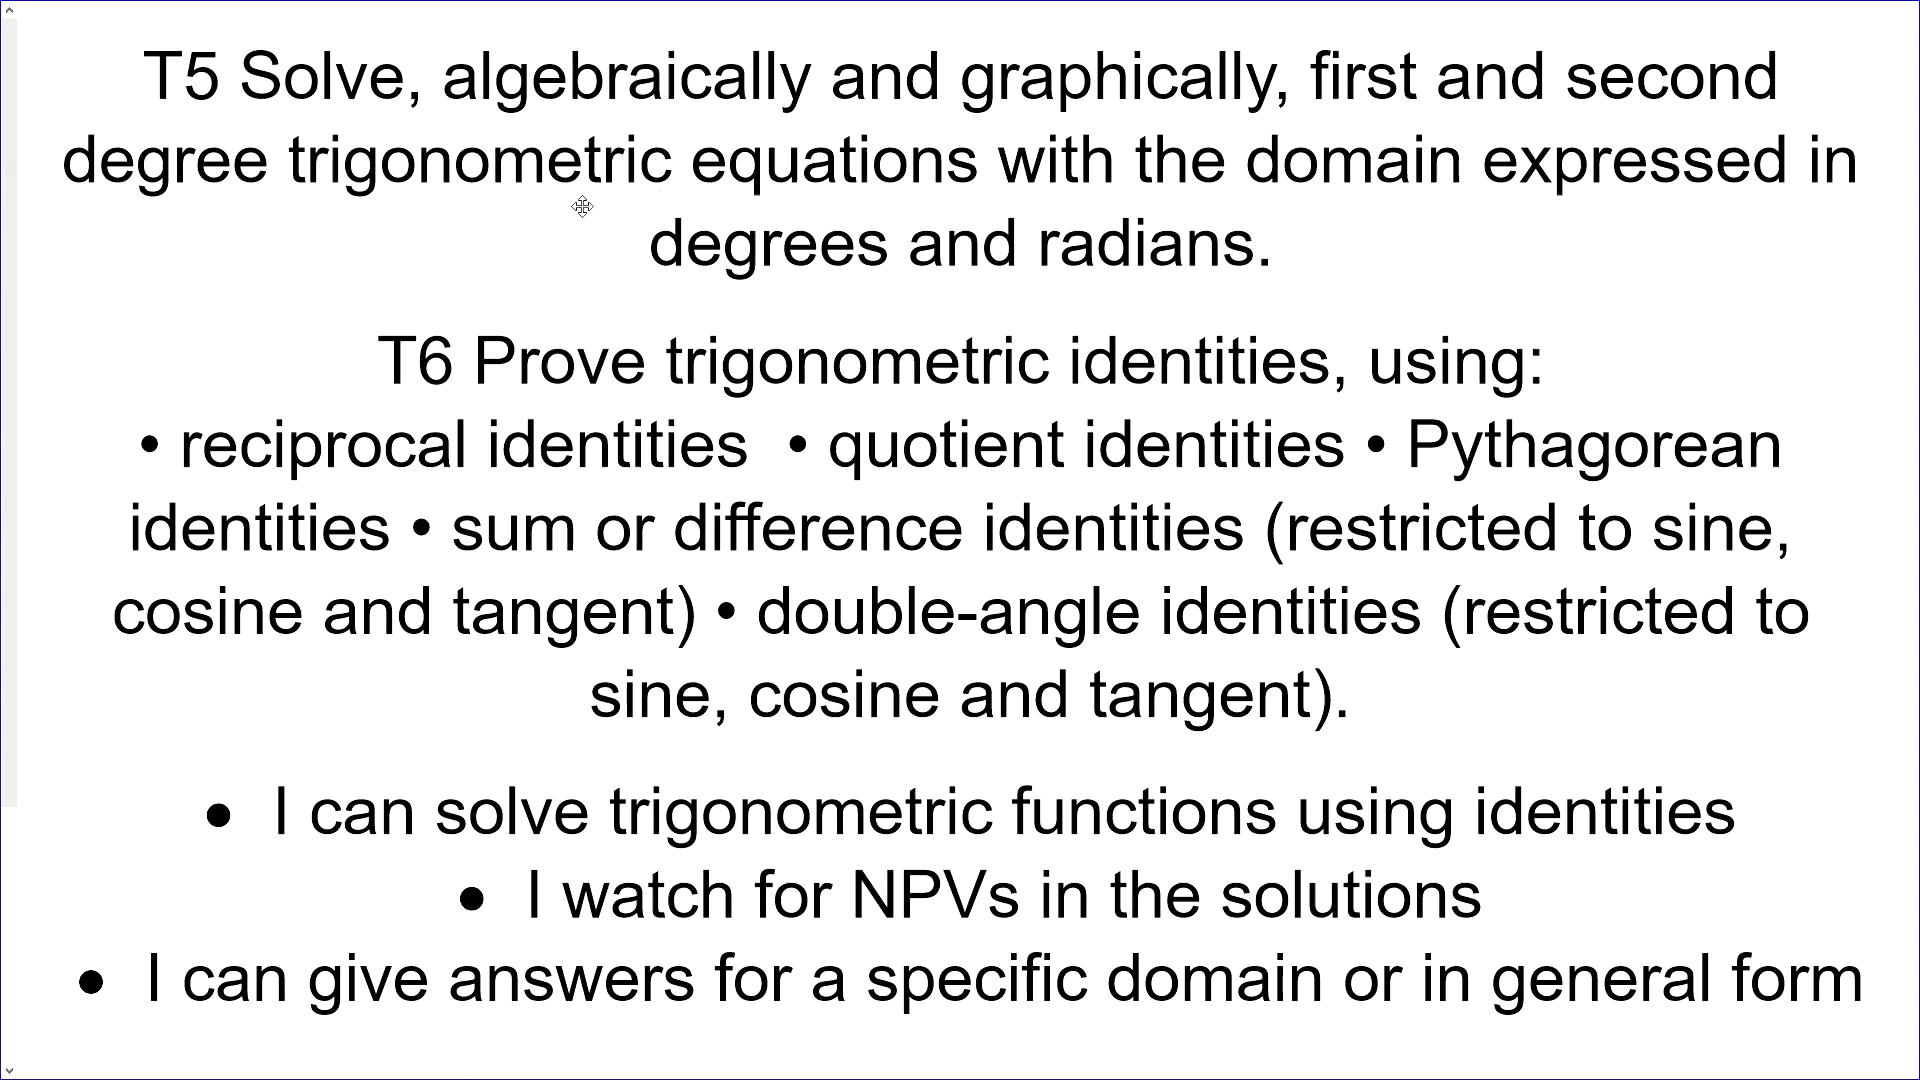 T5 Solve, algebraically and graphically, first and second
degree trigonometric equations with the domain expressed in
degrees and radians.
T6 Prove trigonometric identities, using:
• reciprocal identities  • quotient identities • Pythagorean
identities • sum or difference identities (restricted to sine,
cosine and tangent) • double-angle identities (restricted to
sine, cosine and tangent).
• I can solve trigonometric functions using identities
• I watch for NPVs in the solutions
• I can give answers for a specific domain or in general form